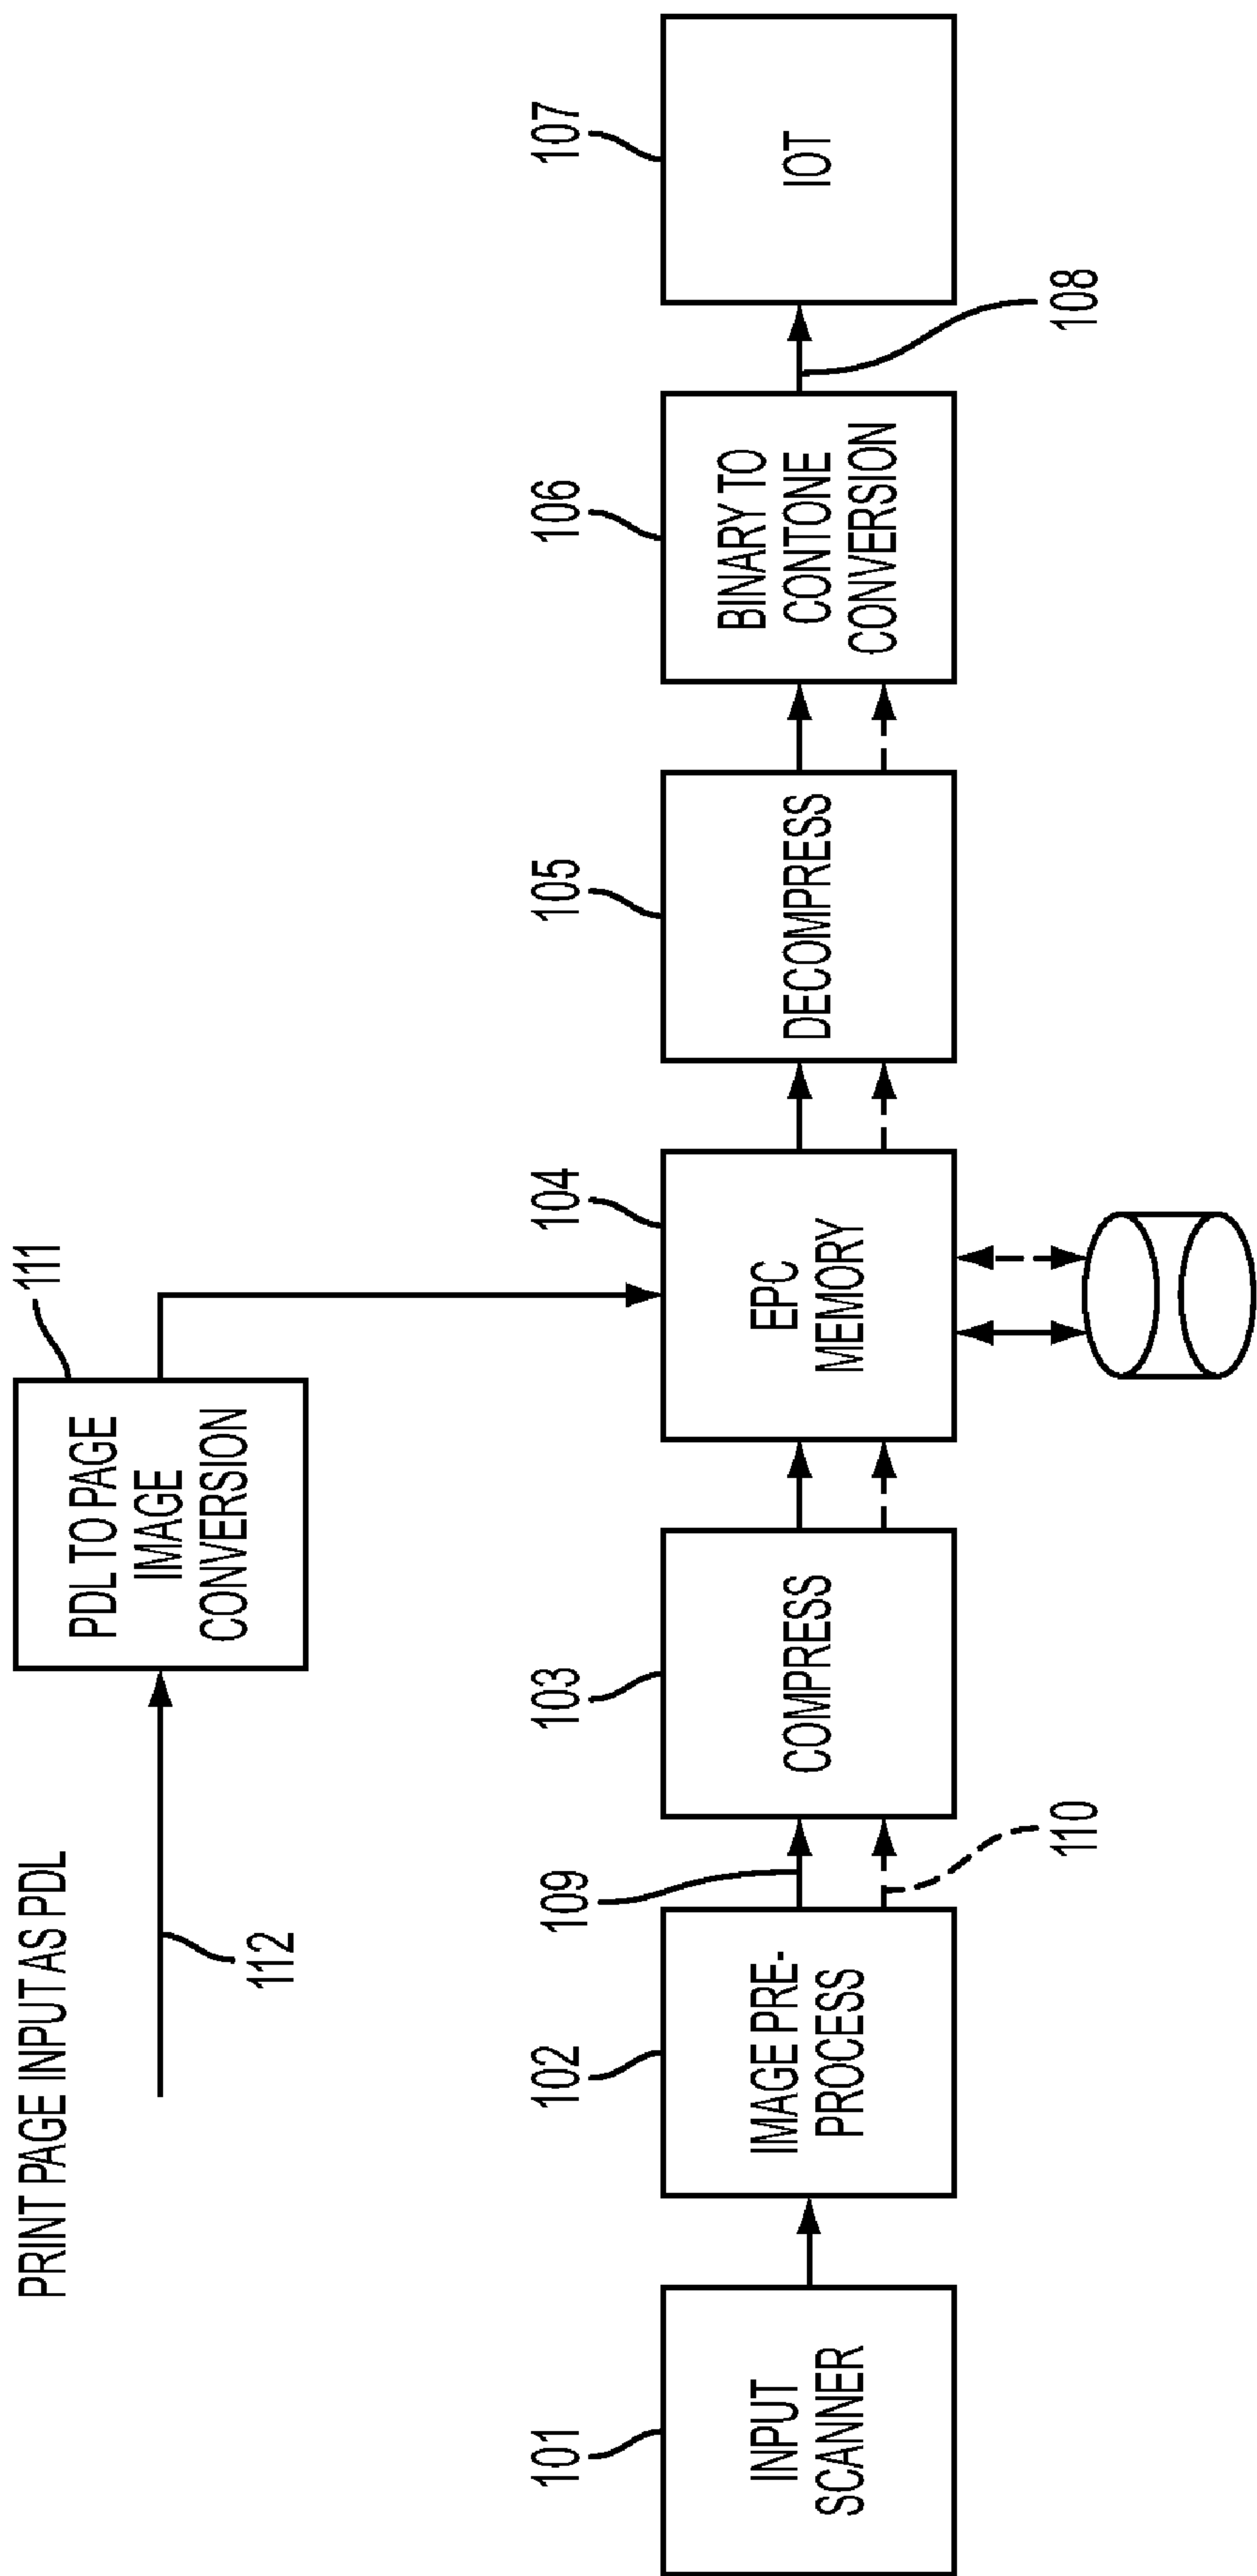 PRINT PAGE INPUT AS PDL
112
PDL TO PAGE
IMAGE
CONVERSION
111
101
INPUT
SCANNER
102
IMAGE PRE-
PROCESS
109
110
103
COMPRESS
104
EPC
MEMORY
105
DECOMPRESS
106
BINARY TO
CONTONE
CONVERSION
108
107
IOT